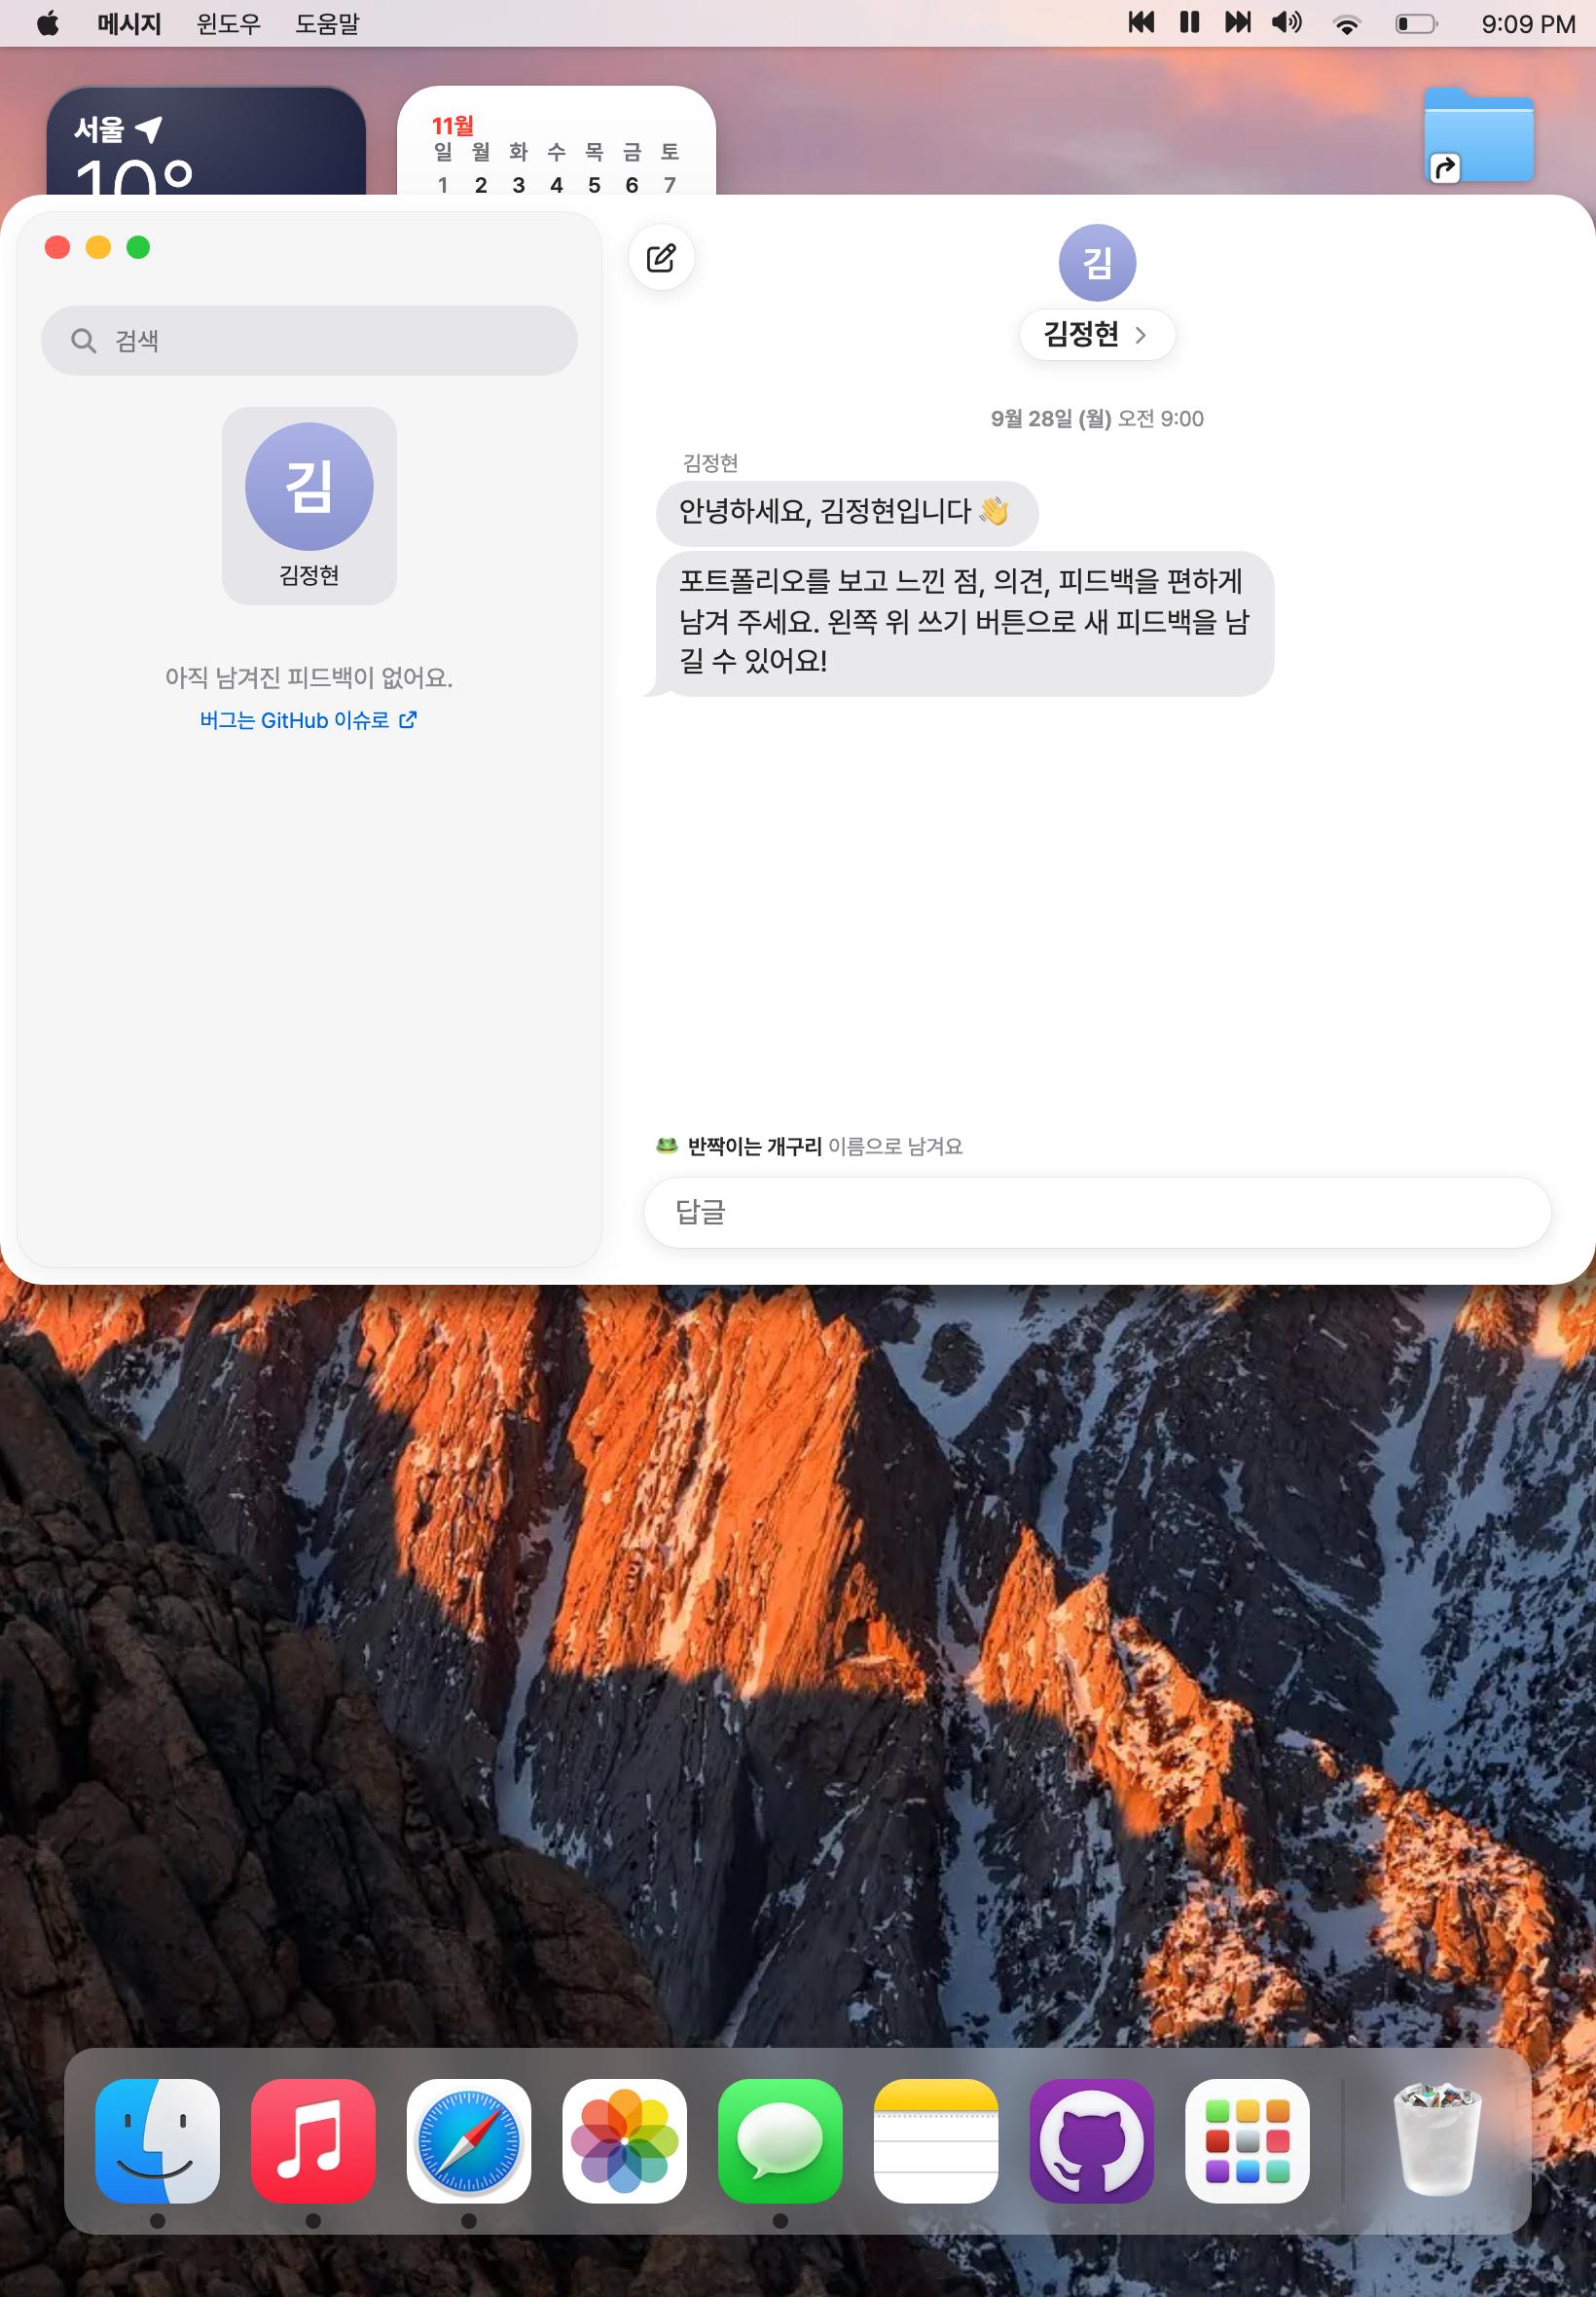 메시지 윈도우 도움말 9:09 PM
서울
10°
11월
일 월 화 수 목 금 토
1 2 3 4 5 6 7
검색
김
김정현
아직 남겨진 피드백이 없어요.
버그는 GitHub 이슈로
김
김정현
9월 28일 (월) 오전 9:00
김정현
안녕하세요, 김정현입니다 👋
포트폴리오를 보고 느낀 점, 의견, 피드백을 편하게
남겨 주세요. 왼쪽 위 쓰기 버튼으로 새 피드백을 남
길 수 있어요!
🐸 반짝이는 개구리 이름으로 남겨요
답글